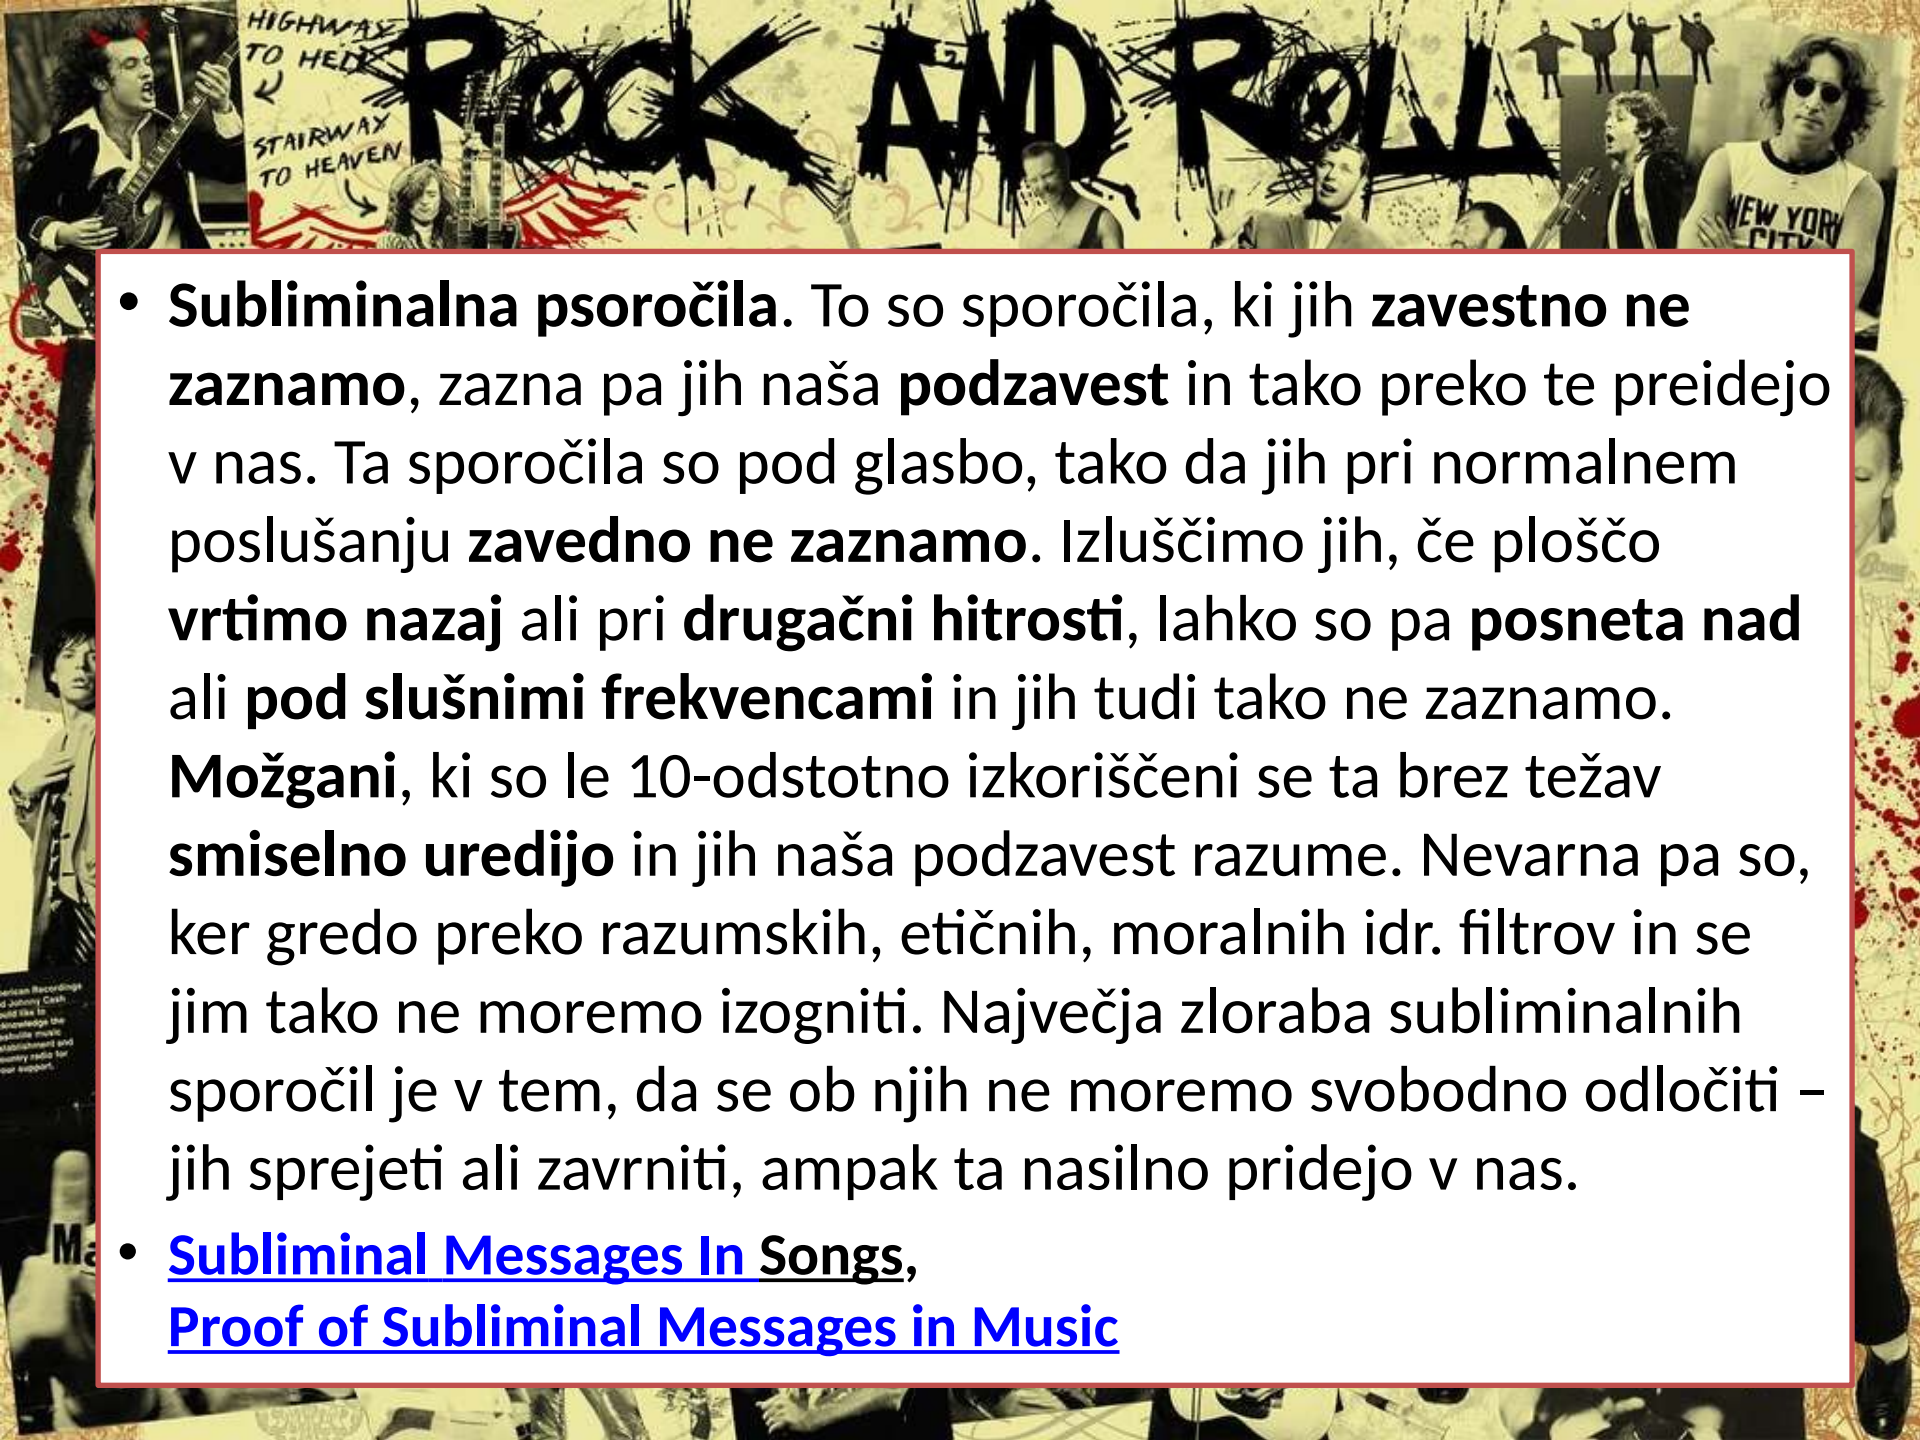 HIGHWAY
TO HELL
STAIRWAY
TO HEAVEN
ROCK AND ROLL
NEW YORK
CITY
• Subliminalna psoročila. To so sporočila, ki jih zavestno ne
zaznamo, zazna pa jih naša podzavest in tako preko te preidejo
v nas. Ta sporočila so pod glasbo, tako da jih pri normalnem
poslušanju zavedno ne zaznamo. Izluščimo jih, če ploščo
vrtimo nazaj ali pri drugačni hitrosti, lahko so pa posneta nad
ali pod slušnimi frekvencami in jih tudi tako ne zaznamo.
Možgani, ki so le 10-odstotno izkoriščeni se ta brez težav
smiselno uredijo in jih naša podzavest razume. Nevarna pa so,
ker gredo preko razumskih, etičnih, moralnih idr. filtrov in se
jim tako ne moremo izogniti. Največja zloraba subliminalnih
sporočil je v tem, da se ob njih ne moremo svobodno odločiti –
jih sprejeti ali zavrniti, ampak ta nasilno pridejo v nas.
• Subliminal Messages In Songs,
Proof of Subliminal Messages in Music